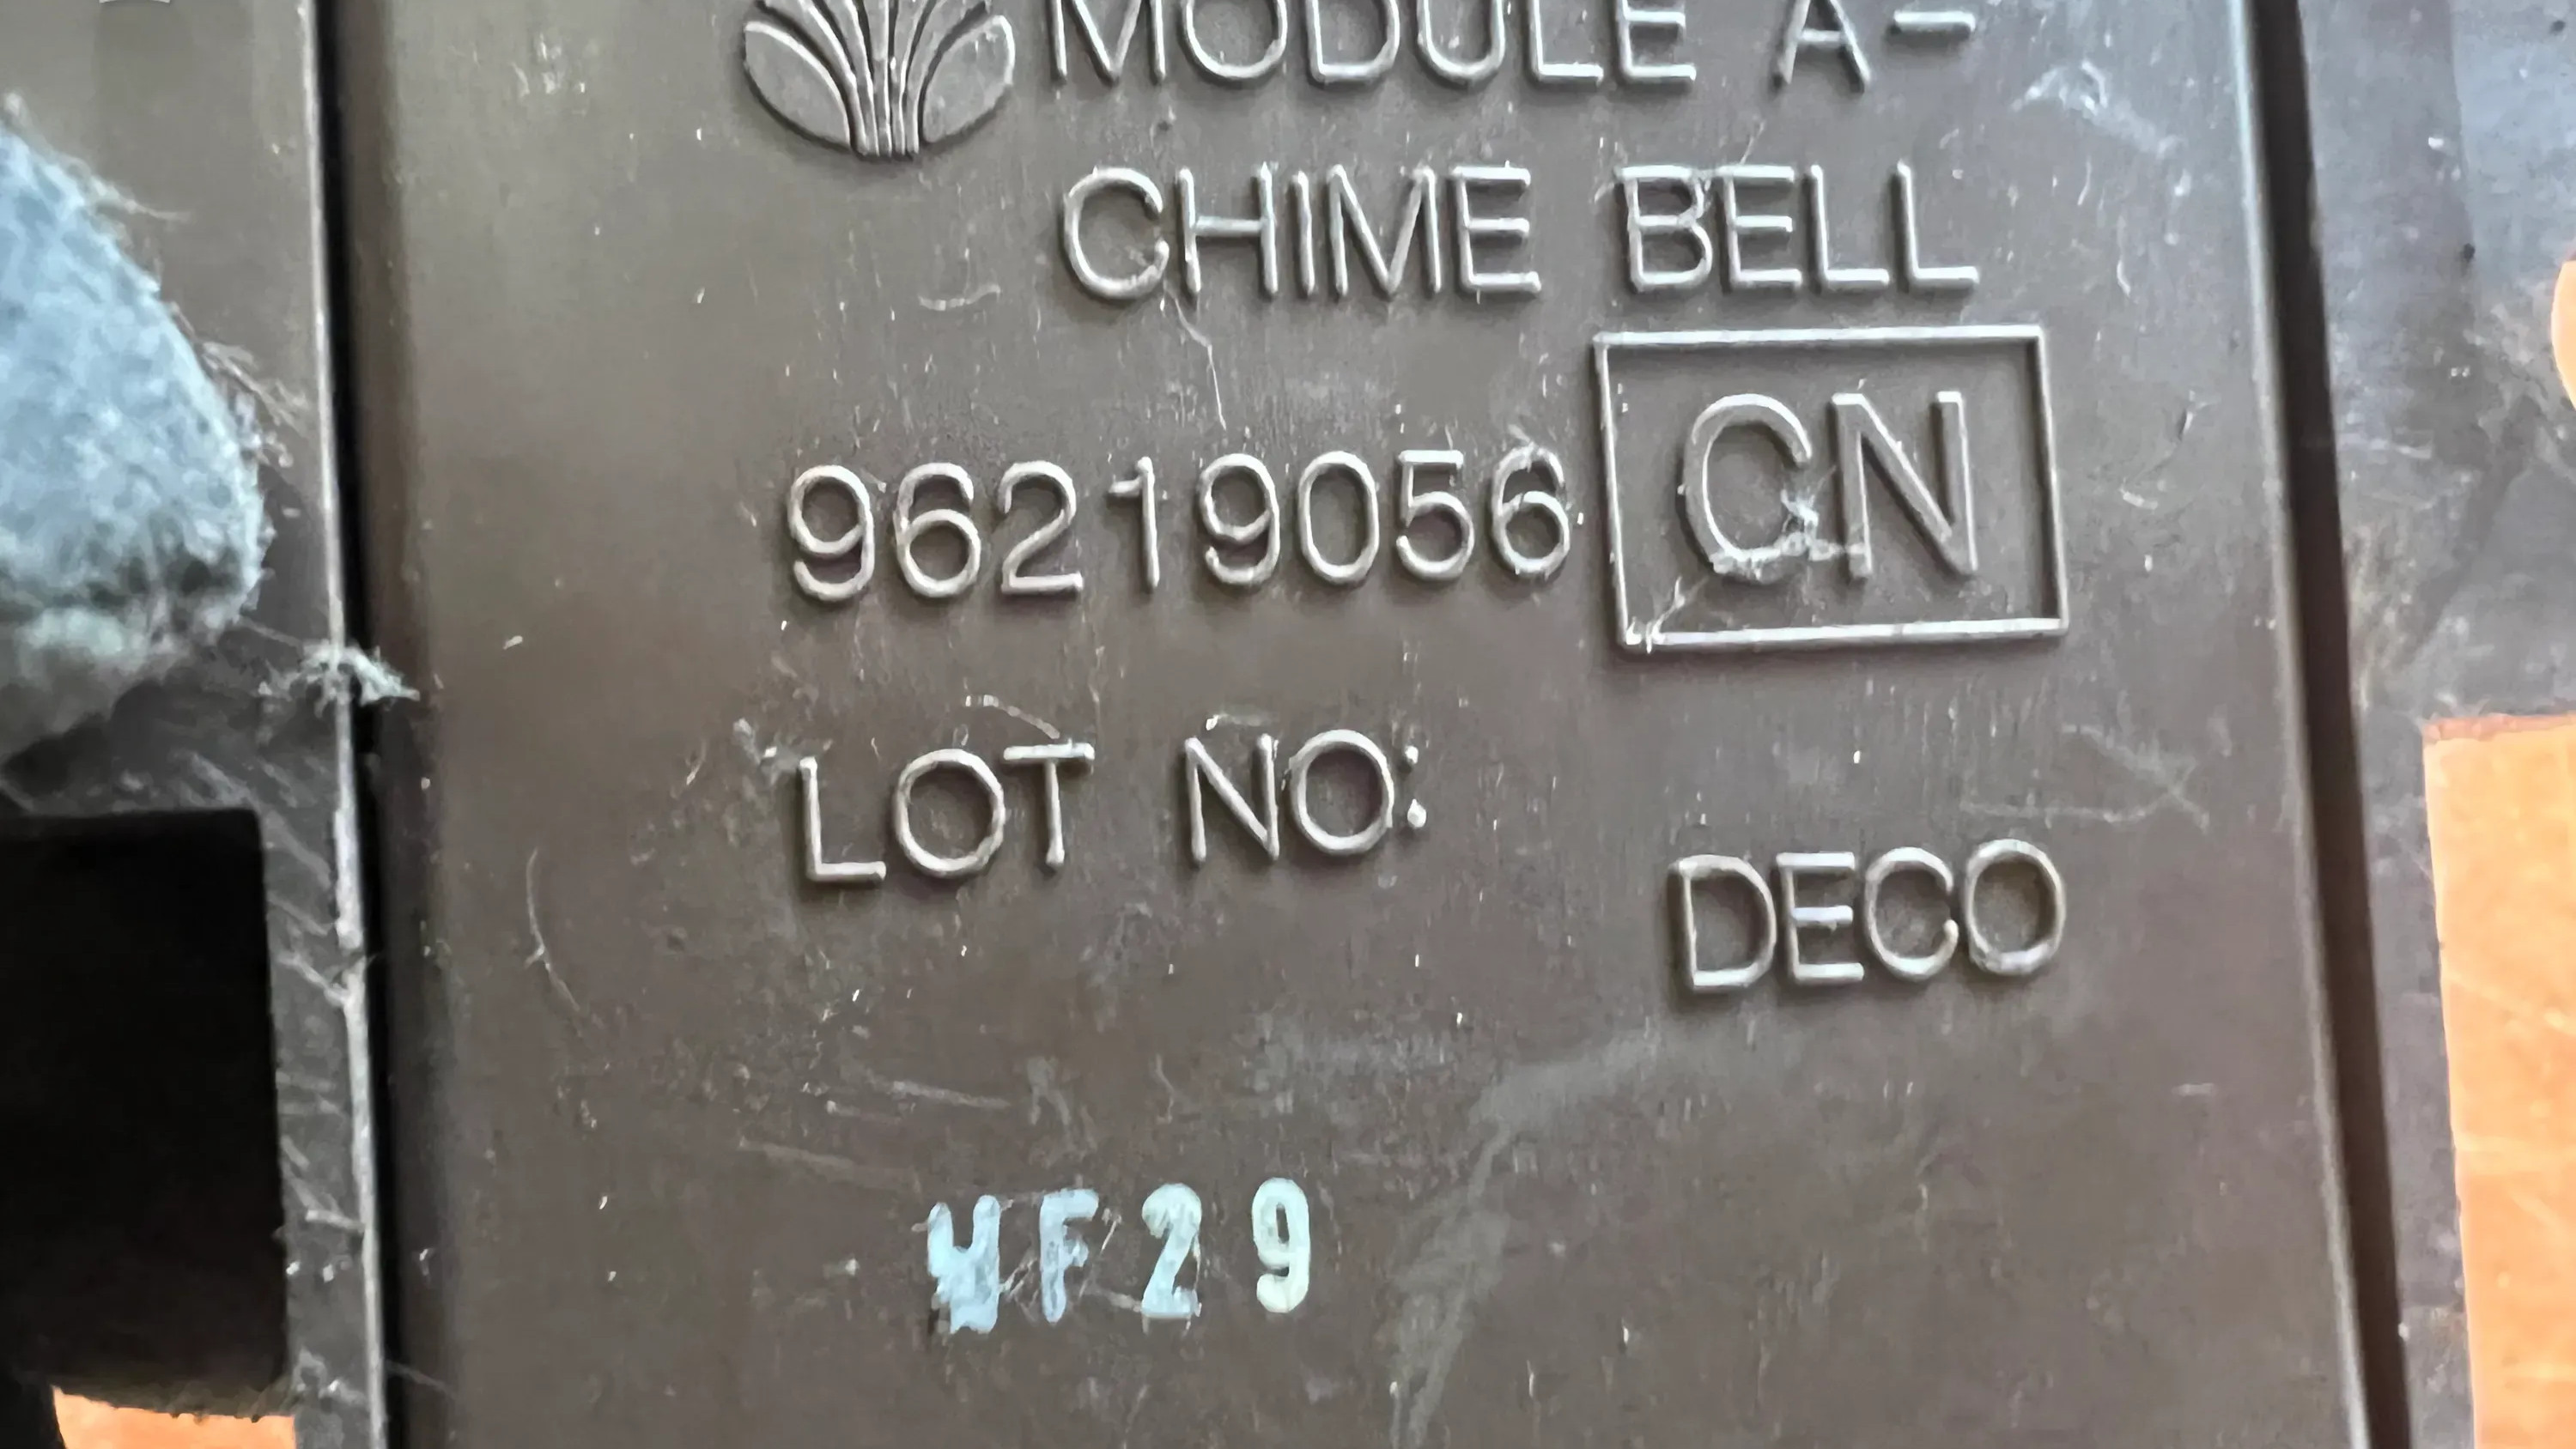 MODULE A-
CHIME BELL
96219056 CN
LOT NO:
DECO
F29